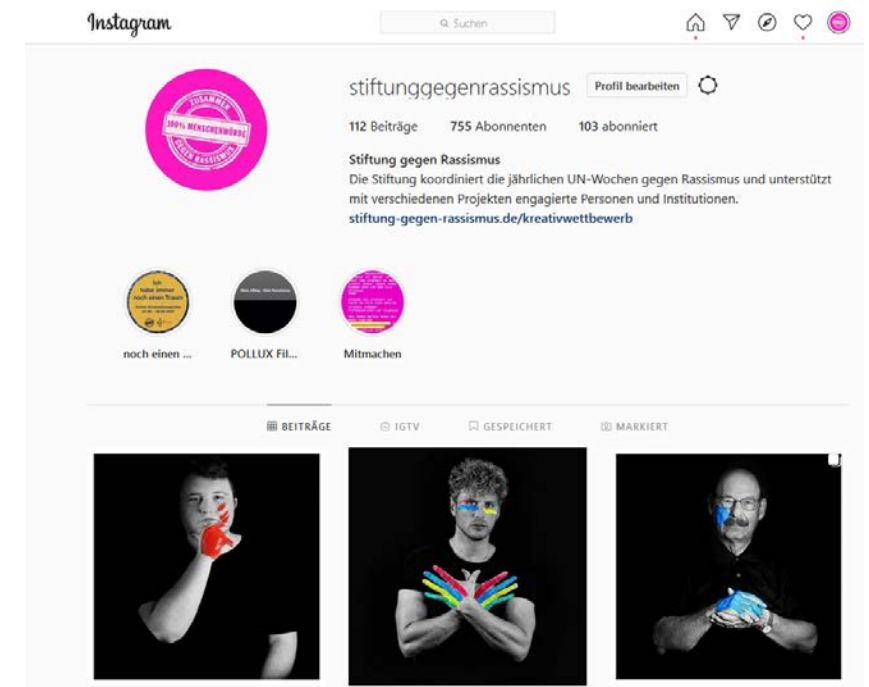 Instagram
Suchen
stiftunggegenrassismus Profil bearbeiten
112 Beiträge 755 Abonnenten 103 abonniert
Stiftung gegen Rassismus
Die Stiftung koordiniert die jährlichen UN-Wochen gegen Rassismus und unterstützt
mit verschiedenen Projekten engagierte Personen und Institutionen.
stiftung-gegen-rassismus.de/kreativwettbewerb
ZUSAMMEN
100% MENSCHENWÜRDE
GEGEN RASSISMUS
Ich
habe immer
noch einen Traum
noch einen ... POLLUX Fil... Mitmachen
BEITRÄGE IGTV GESPEICHERT MARKIERT